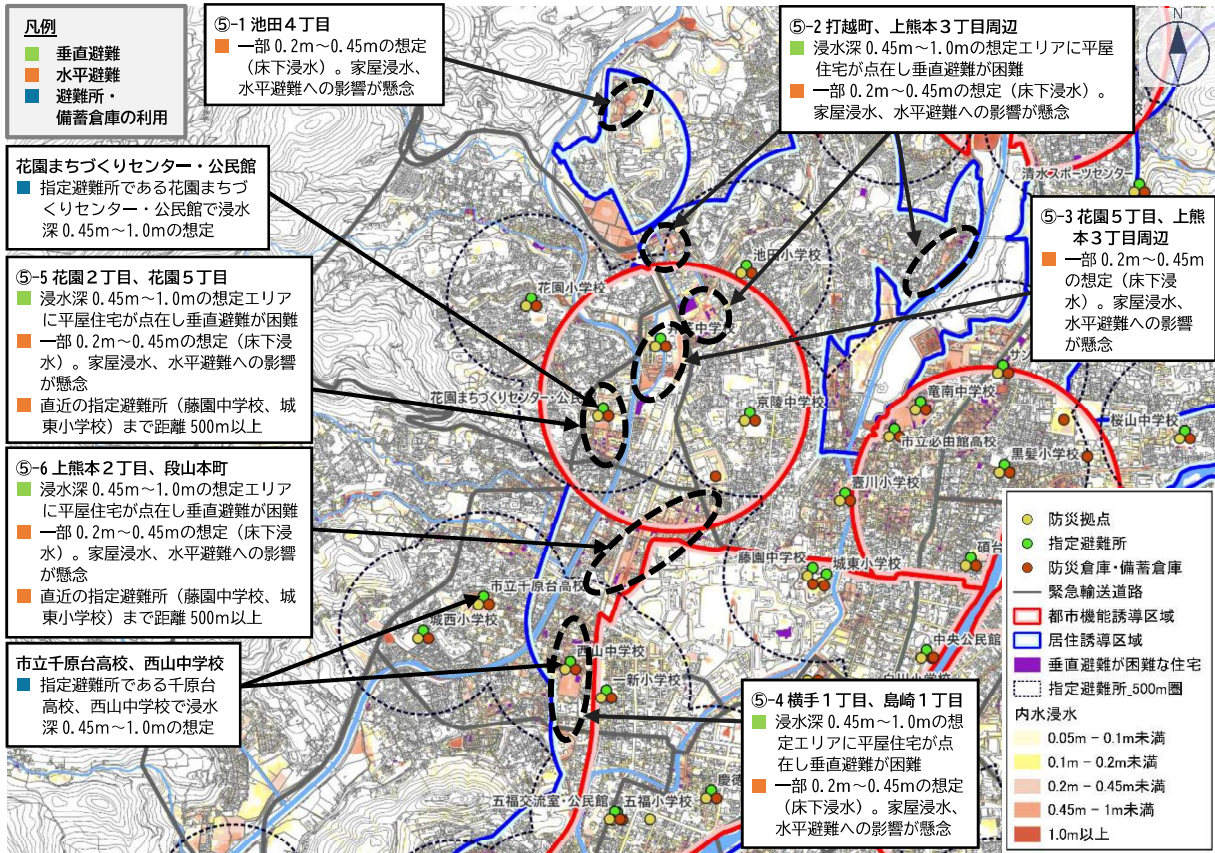 凡例
垂直避難
水平避難
避難所・
備蓄倉庫の利用
⑤-1 池田4丁目
一部 0.2m~0.45mの想定
(床下浸水)。家屋浸水、
水平避難への影響が懸念
⑤-2 打越町、上熊本3丁目周辺
浸水深 0.45m~1.0mの想定エリアに平屋
住宅が点在し垂直避難が困難
一部 0.2m~0.45mの想定(床下浸水)。
家屋浸水、水平避難への影響が懸念
N
花園まちづくりセンター・公民館
指定避難所である花園まちづ
くりセンター・公民館で浸水
深 0.45m~1.0mの想定
⑤-3 花園5丁目、上熊
本3丁目周辺
一部 0.2m~0.45m
の想定(床下浸
水)。家屋浸水、
水平避難への影響
が懸念
⑤-5 花園2丁目、花園5丁目
浸水深 0.45m~1.0mの想定エリア
に平屋住宅が点在し垂直避難が困難
一部 0.2m~0.45mの想定(床下浸
水)。家屋浸水、水平避難への影響
が懸念
直近の指定避難所(藤園中学校、城
東小学校)まで距離 500m以上
⑤-6 上熊本2丁目、段山本町
浸水深 0.45m~1.0mの想定エリア
に平屋住宅が点在し垂直避難が困難
一部 0.2m~0.45mの想定(床下浸
水)。家屋浸水、水平避難への影響
が懸念
直近の指定避難所(藤園中学校、城
東小学校)まで距離 500m以上
市立千原台高校、西山中学校
指定避難所である千原台
高校、西山中学校で浸水
深 0.45m~1.0mの想定
⑤-4 横手1丁目、島崎1丁目
浸水深 0.45m~1.0mの想
定エリアに平屋住宅が点
在し垂直避難が困難
一部 0.2m~0.45mの想定
(床下浸水)。家屋浸水、
水平避難への影響が懸念
清水スポーツセンター
池田小学校
花園小学校
中学校
花園まちづくりセンター・公
京陵中学校
サン
竜南中学校
市立必由館高校
桜山中学校
黒髪小学校
壺川小学校
藤園中学校
城東小学校
碩台
市立千原台高校
城西小学校
西山中学校
一新小学校
中央公民館
白川小学校
慶徳
五福交流室・公民館
五福小学校
防災拠点
指定避難所
防災倉庫・備蓄倉庫
緊急輸送道路
都市機能誘導区域
居住誘導区域
垂直避難が困難な住宅
指定避難所_500m圏
内水浸水
0.05m - 0.1m未満
0.1m - 0.2m未満
0.2m - 0.45m未満
0.45m - 1m未満
1.0m以上